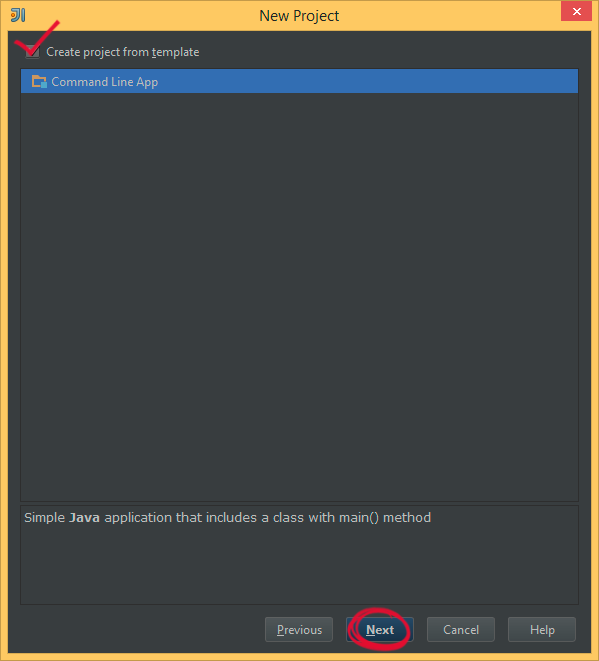 New Project
Create project from template
Command Line App
Simple Java application that includes a class with main() method
Previous Next Cancel Help